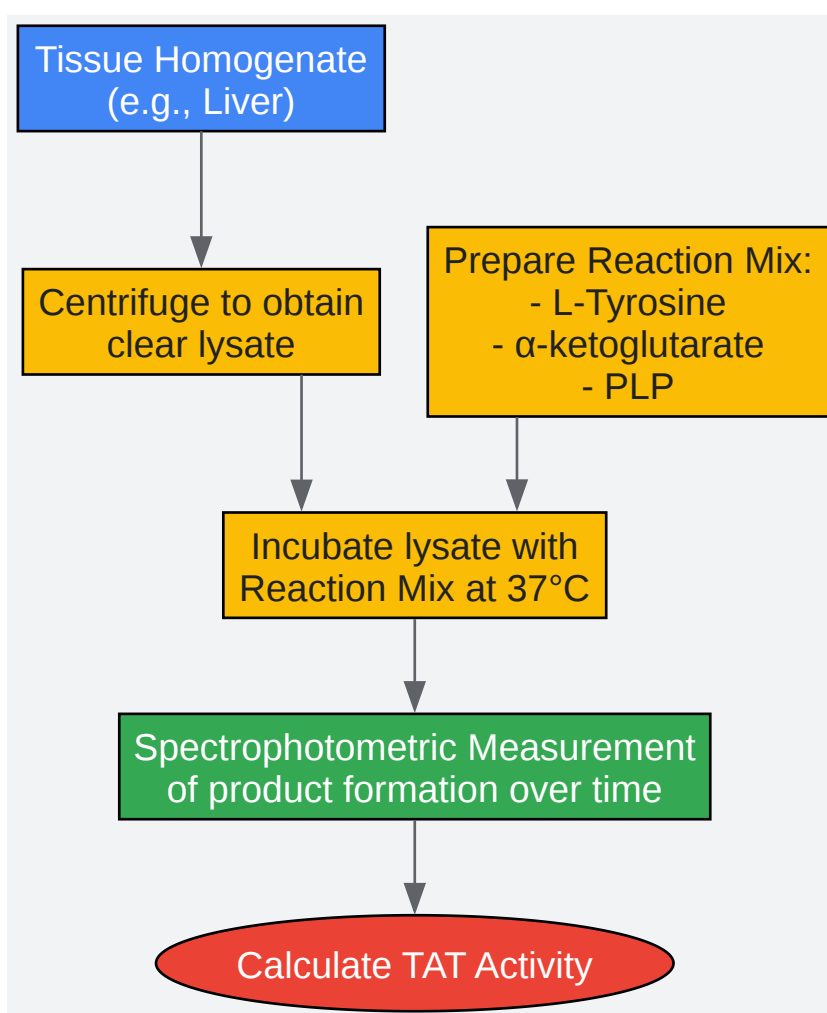 Tissue Homogenate
(e.g., Liver)
Centrifuge to obtain
clear lysate
Prepare Reaction Mix:
- L-Tyrosine
- α-ketoglutarate
- PLP
Incubate lysate with
Reaction Mix at 37°C
Spectrophotometric Measurement
of product formation over time
Calculate TAT Activity